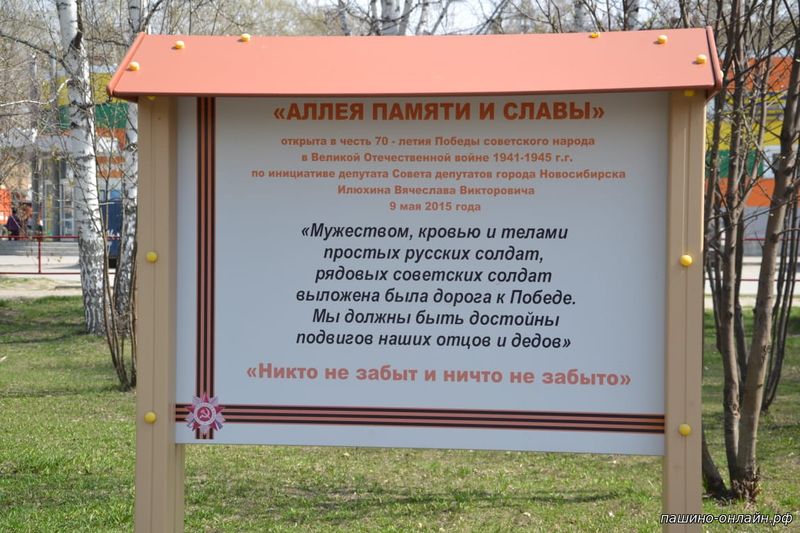 «АЛЛЕЯ ПАМЯТИ И СЛАВЫ»
открыта в честь 70 - летия Победы советского народа
в Великой Отечественной войне 1941-1945 г.г.
по инициативе депутата Совета депутатов города Новосибирска
Илюхина Вячеслава Викторовича
9 мая 2015 года
«Мужеством, кровью и телами
простых русских солдат,
рядовых советских солдат
выложена была дорога к Победе.
Мы должны быть достойны
подвигов наших отцов и дедов»
«Никто не забыт и ничто не забыто»
пашино-онлайн.рф